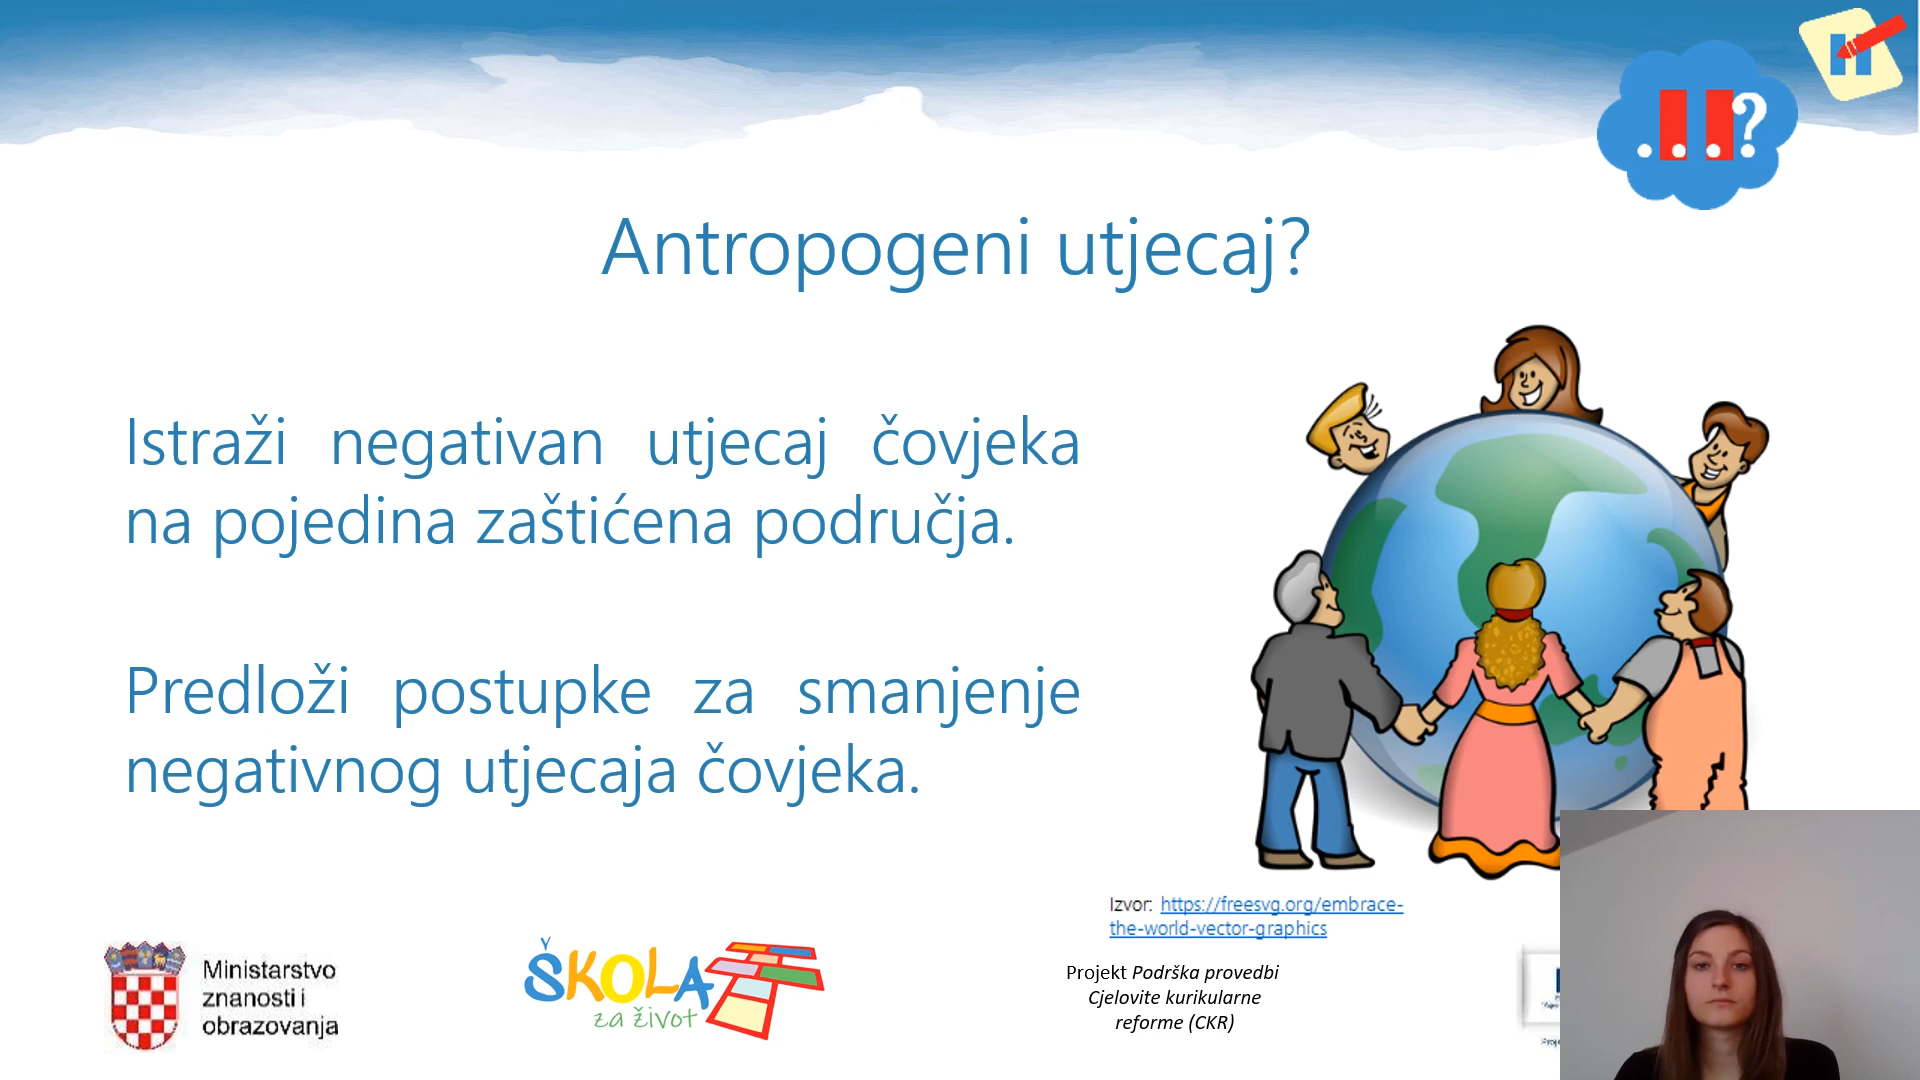 Antropogeni utjecaj?
Istraži negativan utjecaj čovjeka
na pojedina zaštićena područja.
Predloži postupke za smanjenje
negativnog utjecaja čovjeka.
Izvor: https://freesvg.org/embrace-
the-world-vector-graphics
Ministarstvo
znanosti i
obrazovanja
ŠKOLA
za život
Projekt Podrška provedbi
Cjelovite kurikularne
reforme (CKR)